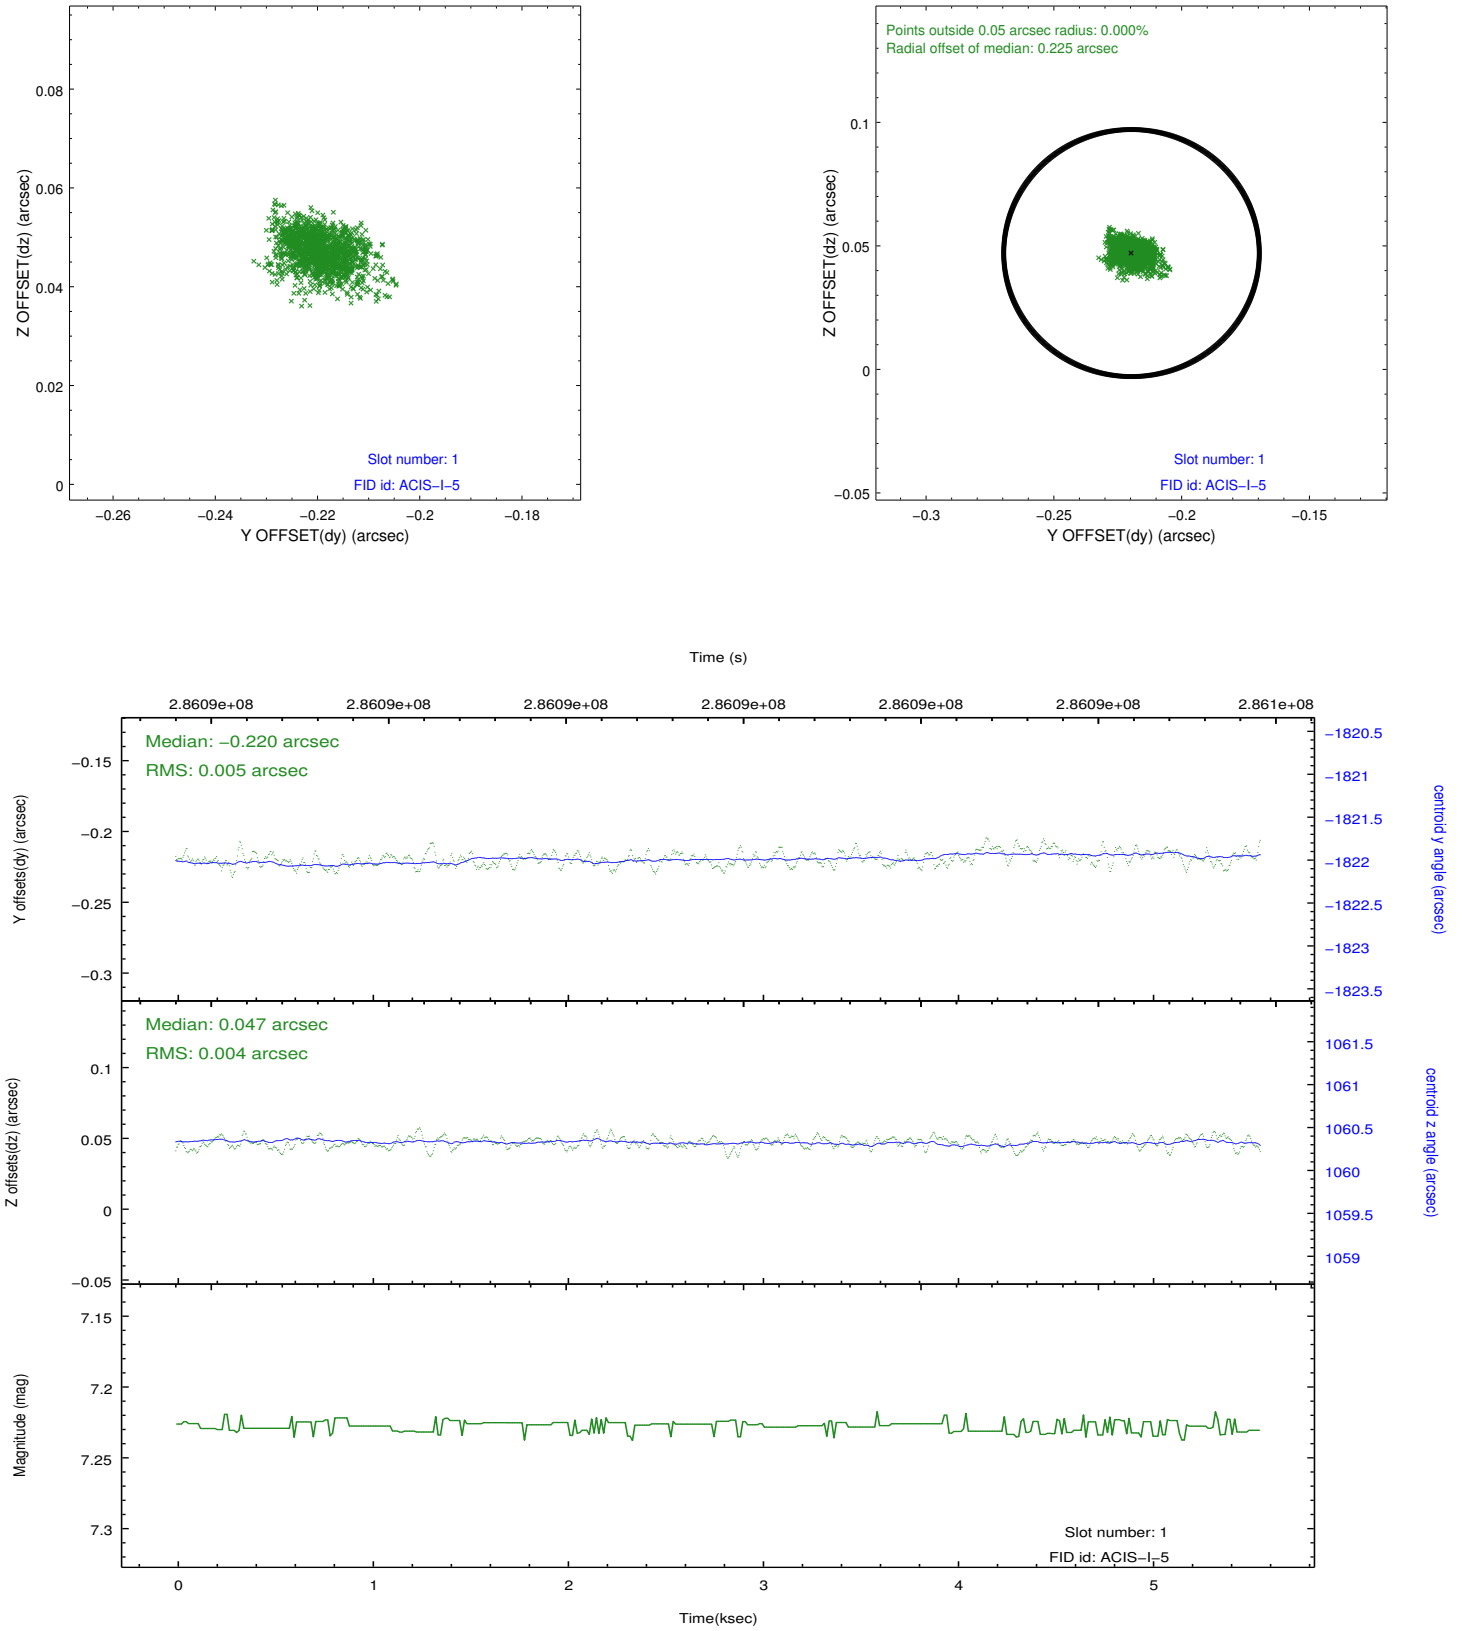 0.08
0.06
0.04
0.02
0
Z OFFSET(dz) (arcsec)
Slot number: 1
FID id: ACIS−I−5
−0.26
−0.24
−0.22
−0.2
−0.18
Y OFFSET(dy) (arcsec)
Points outside 0.05 arcsec radius: 0.000%
Radial offset of median: 0.225 arcsec
0.1
0.05
0
−0.05
Z OFFSET(dz) (arcsec)
Slot number: 1
FID id: ACIS−I−5
−0.3
−0.25
−0.2
−0.15
Y OFFSET(dy) (arcsec)
Time (s)
2.8609e+08
2.8609e+08
2.8609e+08
2.8609e+08
2.8609e+08
2.8609e+08
2.861e+08
Median: −0.220 arcsec
RMS: 0.005 arcsec
−0.15
−0.2
−0.25
−0.3
Y offsets(dy) (arcsec)
−1820.5
−1821
−1821.5
−1822
−1822.5
−1823
−1823.5
centroid y angle (arcsec)
Median: 0.047 arcsec
RMS: 0.004 arcsec
0.1
0.05
0
−0.05
Z offsets(dz) (arcsec)
1061.5
1061
1060.5
1060
1059.5
1059
centroid z angle (arcsec)
7.15
7.2
7.25
7.3
Magnitude (mag)
Slot number: 1
FID id: ACIS−I−5
0
1
2
3
4
5
Time(ksec)